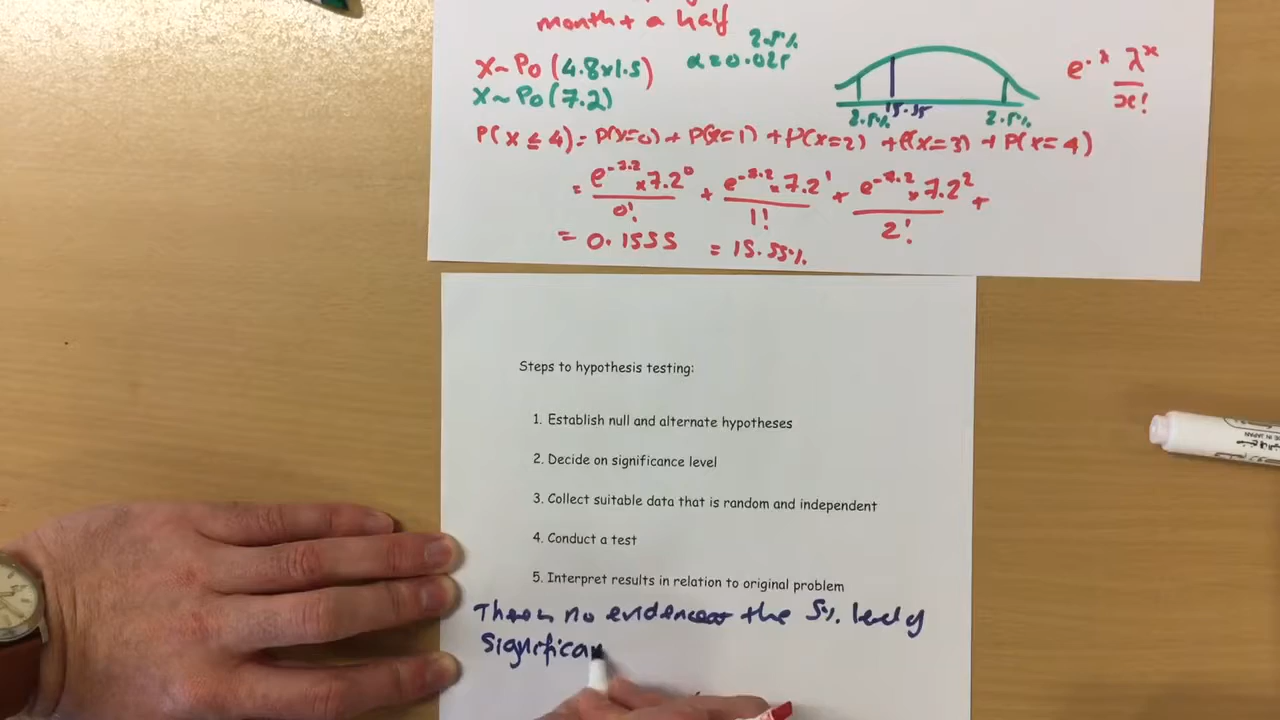 month + a half
X~Po(4.8x1.5)
2.5%
α=0.025
X~Po(7.2)
2.5% 15.55 2.5%
e^-λ λ^x / x!
P(X ≤ 4) = P(X=0) + P(X=1) + P(X=2) + P(X=3) + P(X=4)
= e^-7.2 x 7.2^0 / 0! + e^-7.2 x 7.2^1 / 1! + e^-7.2 x 7.2^2 / 2! +
= 0.1555 = 15.55%
Steps to hypothesis testing:
1. Establish null and alternate hypotheses
2. Decide on significance level
3. Collect suitable data that is random and independent
4. Conduct a test
5. Interpret results in relation to original problem
no evidence at the 5% level of
Significan
JAPAN